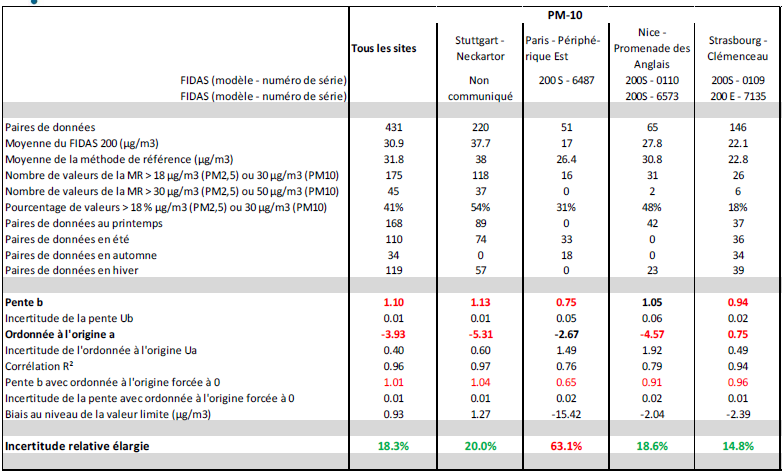 PM-10
Tous les sites Stuttgart - Neckartor Paris - Périphé-rique Est Nice - Promenade des Anglais Strasbourg - Clémenceau
FIDAS (modèle - numéro de série) Non communiqué 200 S - 6487 200S - 0110 200S - 0109
FIDAS (modèle - numéro de série) 200S - 6573 200 E - 7135
Paires de données 431 220 51 65 146
Moyenne du FIDAS 200 (µg/m3) 30.9 37.7 17 27.8 22.1
Moyenne de la méthode de référence (µg/m3) 31.8 38 26.4 30.8 22.8
Nombre de valeurs de la MR > 18 µg/m3 (PM2,5) ou 30 µg/m3 (PM10) 175 118 16 31 26
Nombre de valeurs de la MR > 30 µg/m3 (PM2,5) ou 50 µg/m3 (PM10) 45 37 0 2 6
Pourcentage de valeurs > 18 % µg/m3 (PM2,5) ou 30 µg/m3 (PM10) 41% 54% 31% 48% 18%
Paires de données au printemps 168 89 0 42 37
Paires de données en été 110 74 33 0 36
Paires de données en automne 34 0 18 0 34
Paires de données en hiver 119 57 0 23 39
Pente b 1.10 1.13 0.75 1.05 0.94
Incertitude de la pente Ub 0.01 0.01 0.05 0.06 0.02
Ordonnée à l'origine a -3.93 -5.31 -2.67 -4.57 0.75
Incertitude de l'ordonnée à l'origine Ua 0.40 0.60 1.49 1.92 0.49
Corrélation R² 0.96 0.97 0.76 0.79 0.94
Pente b avec ordonnée à l'origine forcée à 0 1.01 1.04 0.65 0.91 0.96
Incertitude de la pente avec ordonnée à l'origine forcée à 0 0.01 0.01 0.02 0.02 0.01
Biais au niveau de la valeur limite (µg/m3) 0.93 1.27 -15.42 -2.04 -2.39
Incertitude relative élargie 18.3% 20.0% 63.1% 18.6% 14.8%